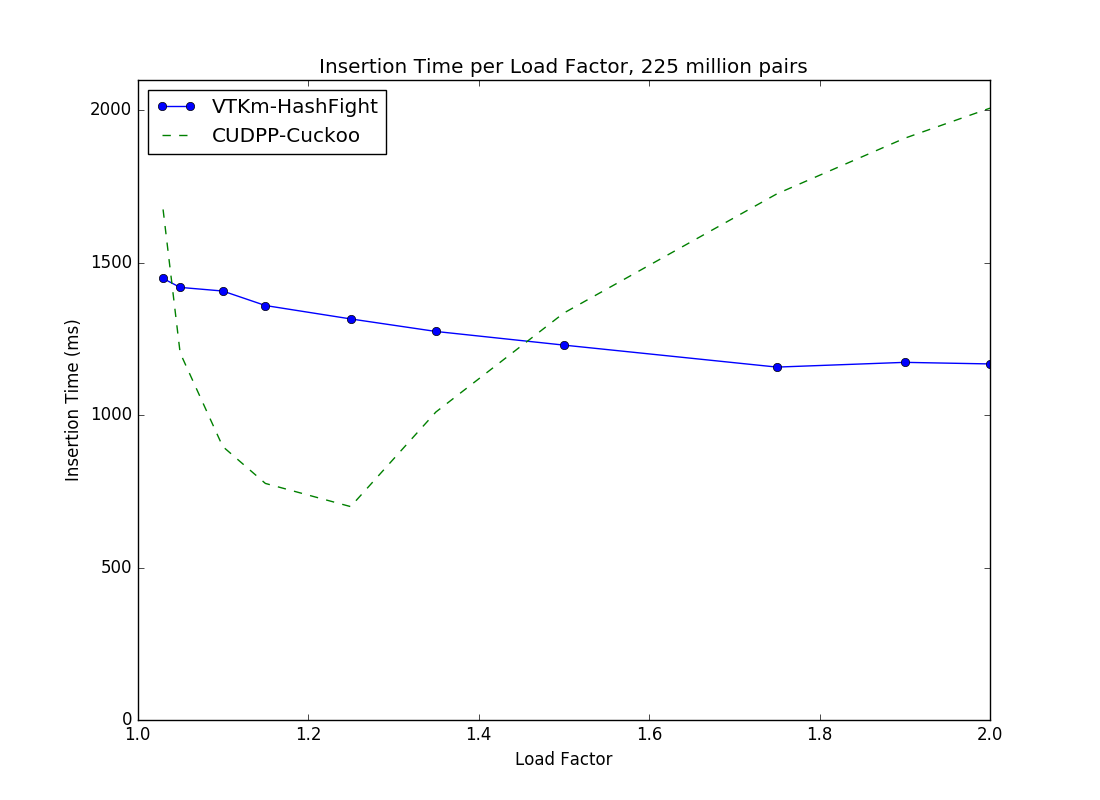 Insertion Time per Load Factor, 225 million pairs
VTKm-HashFight
CUDPP-Cuckoo
2000
1500
1000
500
0
Insertion Time (ms)
1.0 1.2 1.4 1.6 1.8 2.0
Load Factor